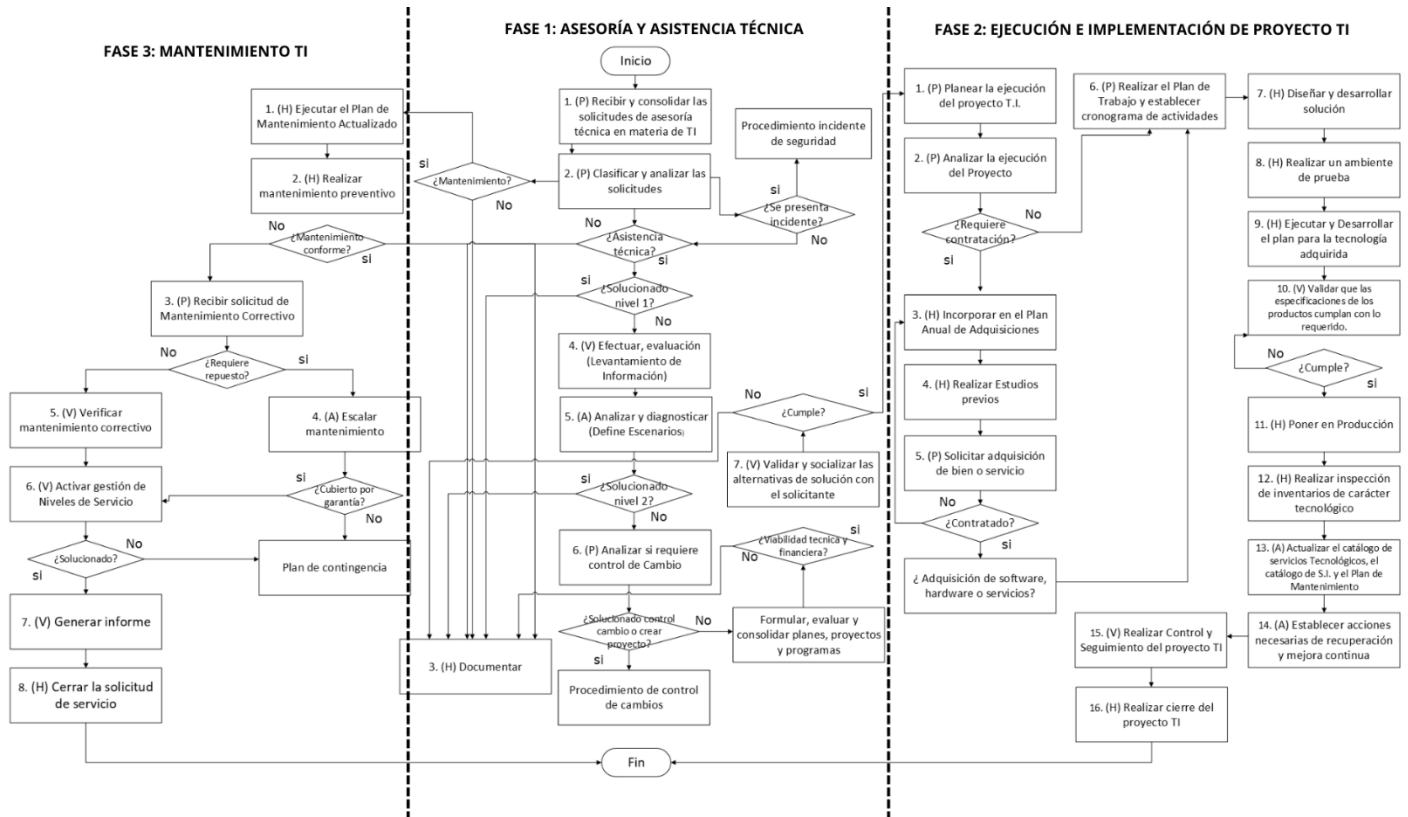 FASE 3: MANTENIMIENTO TI
1. (H) Ejecutar el Plan de
Mantenimiento Actualizado
2. (H) Realizar
mantenimiento preventivo
si
¿Mantenimiento?
No
No
¿Mantenimiento
conforme?
si
3. (P) Recibir solicitud de
Mantenimiento Correctivo
No
¿Requiere
repuesto?
si
5. (V) Verificar
mantenimiento correctivo
4. (A) Escalar
mantenimiento
6. (V) Activar gestión de
Niveles de Servicio
si
¿Cubierto por
garantía?
No
¿Solucionado?
No
si
Plan de contingencia
7. (V) Generar informe
8. (H) Cerrar la solicitud
de servicio
FASE 1: ASESORÍA Y ASISTENCIA TÉCNICA
Inicio
1. (P) Recibir y consolidar las
solicitudes de asesoría
técnica en materia de TI
Procedimiento incidente
de seguridad
2. (P) Clasificar y analizar las
solicitudes
si
¿Se presenta
incidente?
No
No
¿Asistencia
técnica?
si
si
¿Solucionado
nivel 1?
No
4. (V) Efectuar, evaluación
(Levantamiento de
Información)
5. (A) Analizar y diagnosticar
(Define Escenarios)
No
¿Cumple?
si
7. (V) Validar y socializar las
alternativas de solución con
el solicitante
si
¿Solucionado
nivel 2?
No
6. (P) Analizar si requiere
control de Cambio
si
¿Viabilidad tecnica y
financiera?
No
¿Solucionado control
cambio o crear
proyecto?
No
si
Formular, evaluar y
consolidar planes, proyectos
y programas
3. (H) Documentar
Procedimiento de control
de cambios
Fin
FASE 2: EJECUCIÓN E IMPLEMENTACIÓN DE PROYECTO TI
1. (P) Planear la ejecución
del proyecto T.I.
2. (P) Analizar la ejecución
del Proyecto
¿Requiere
contratación?
No
si
3. (H) Incorporar en el Plan
Anual de Adquisiciones
4. (H) Realizar Estudios
previos
5. (P) Solicitar adquisición
de bien o servicio
No
¿Contratado?
si
¿ Adquisición de software,
hardware o servicios?
6. (P) Realizar el Plan de
Trabajo y establecer
cronograma de actividades
7. (H) Diseñar y desarrollar
solución
8. (H) Realizar un ambiente
de prueba
9. (H) Ejecutar y Desarrollar
el plan para la tecnología
adquirida
10. (V) Validar que las
especificaciones de los
productos cumplan con lo
requerido.
No
¿Cumple?
si
11. (H) Poner en Producción
12. (H) Realizar inspección
de inventarios de carácter
tecnológico
13. (A) Actualizar el catálogo de
servicios Tecnológicos, el
catálogo de S.I. y el Plan de
Mantenimiento
14. (A) Establecer acciones
necesarias de recuperación
y mejora continua
15. (V) Realizar Control y
Seguimiento del proyecto TI
16. (H) Realizar cierre del
proyecto TI